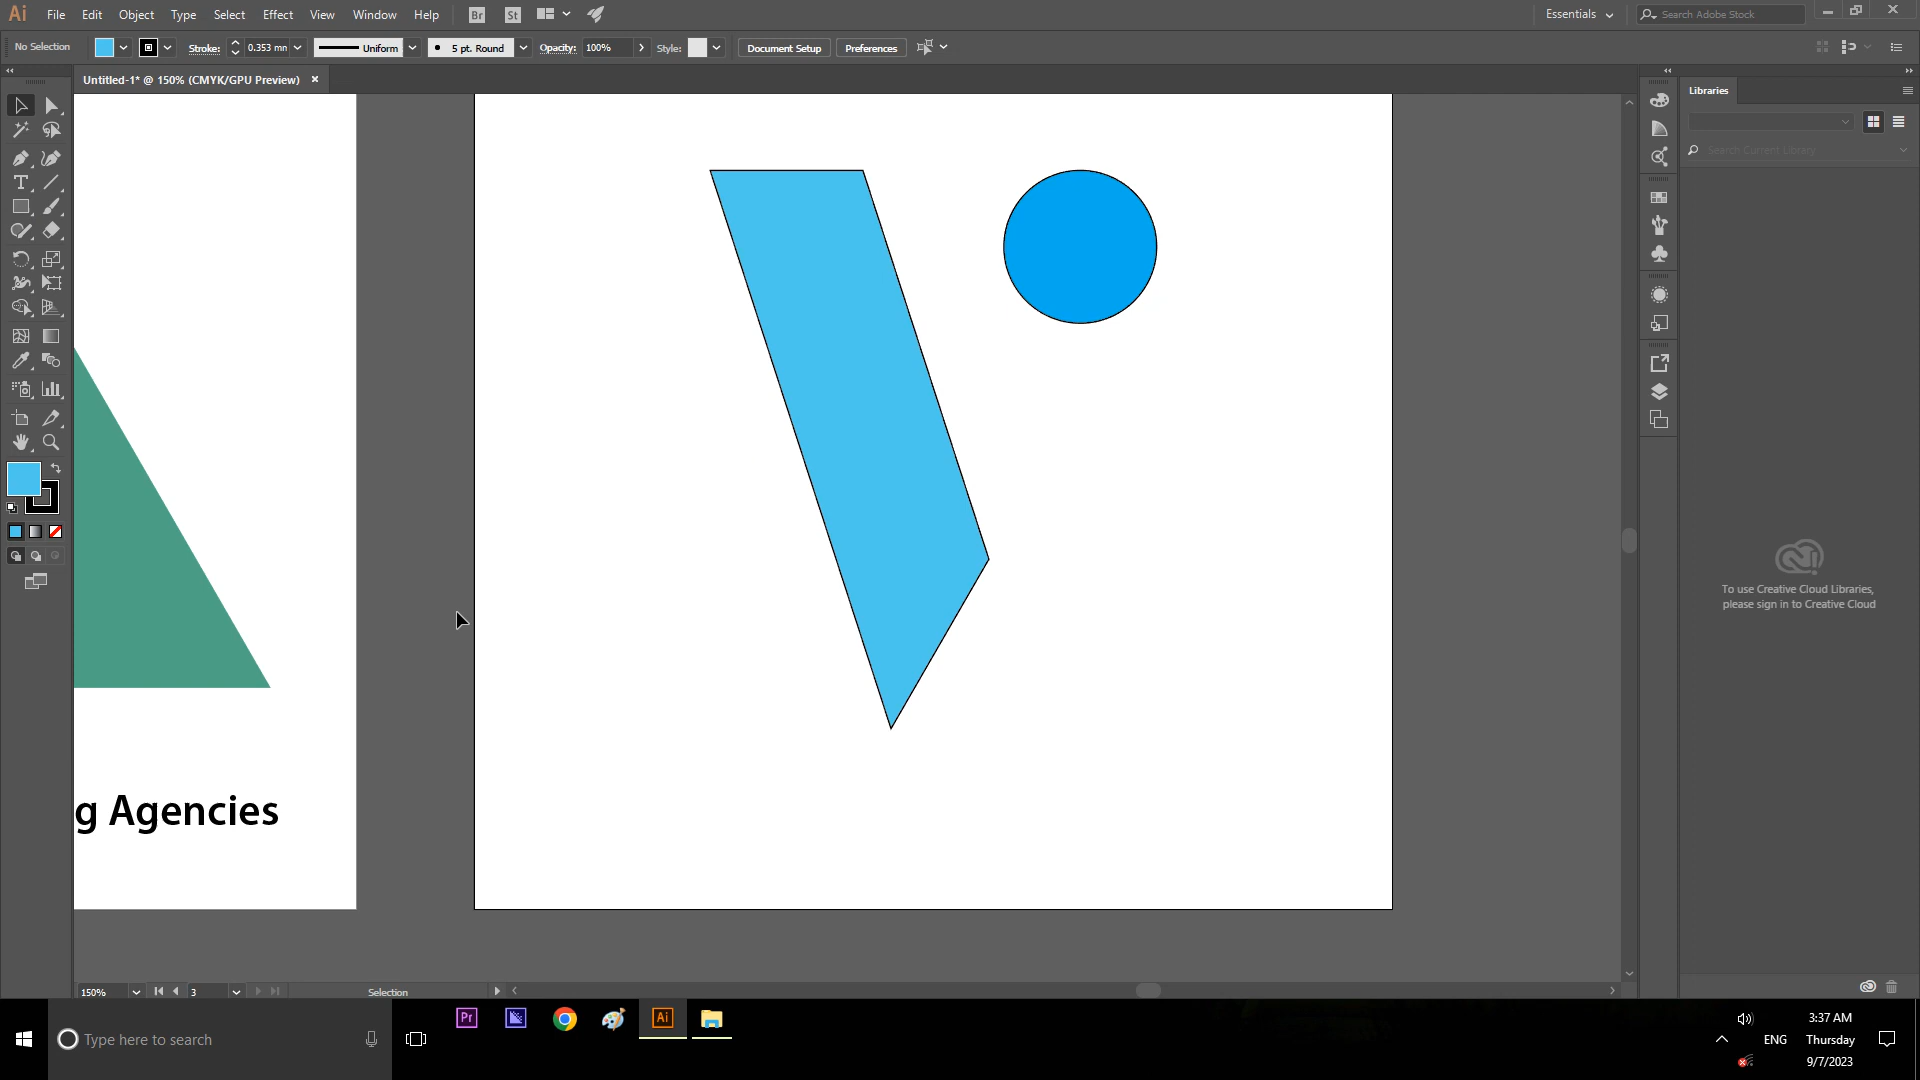 Ai File Edit Object Type Select Effect View Window Help Br St Essentials Search Adobe Stock
No Selection Stroke: 0.353 mm Uniform 5 pt. Round Opacity: 100% Style: Document Setup Preferences
Untitled-1* @ 150% (CMYK/GPU Preview)
Libraries
Search Current Library
To use Creative Cloud Libraries,
please sign in to Creative Cloud
g Agencies
150% 3 Selection
Pr Ai
Type here to search
3:37 AM
ENG Thursday
9/7/2023